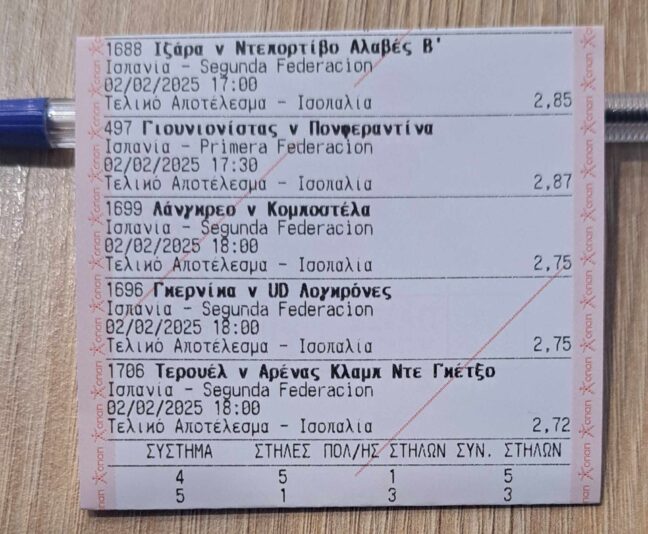 1688 Ιζάρα v Ντεπορτίβο Αλαβές Β'
Ισπανία - Segunda Federacion
02/02/2025 17:00
Τελικό Αποτέλεσμα - Ισοπαλία 2,85
497 Γιουνιονίστας v Πονφεραντίνα
Ισπανία - Primera Federacion
02/02/2025 17:30
Τελικό Αποτέλεσμα - Ισοπαλία 2,87
1699 Λάνγκρεο v Κομποστέλα
Ισπανία - Segunda Federacion
02/02/2025 18:00
Τελικό Αποτέλεσμα - Ισοπαλία 2,75
1696 Γκερνίκα v UD Λογκρόνες
Ισπανία - Segunda Federacion
02/02/2025 18:00
Τελικό Αποτέλεσμα - Ισοπαλία 2,75
1706 Τερουέλ v Αρένας Κλαμπ Ντε Γκέτξο
Ισπανία - Segunda Federacion
02/02/2025 18:00
Τελικό Αποτέλεσμα - Ισοπαλία 2,72
ΣΥΣΤΗΜΑ ΣΤΗΛΕΣ ΠΟΛ/ΗΣ ΣΤΗΛΩΝ ΣΥΝ. ΣΤΗΛΩΝ
4 5 1 5
5 1 3 3